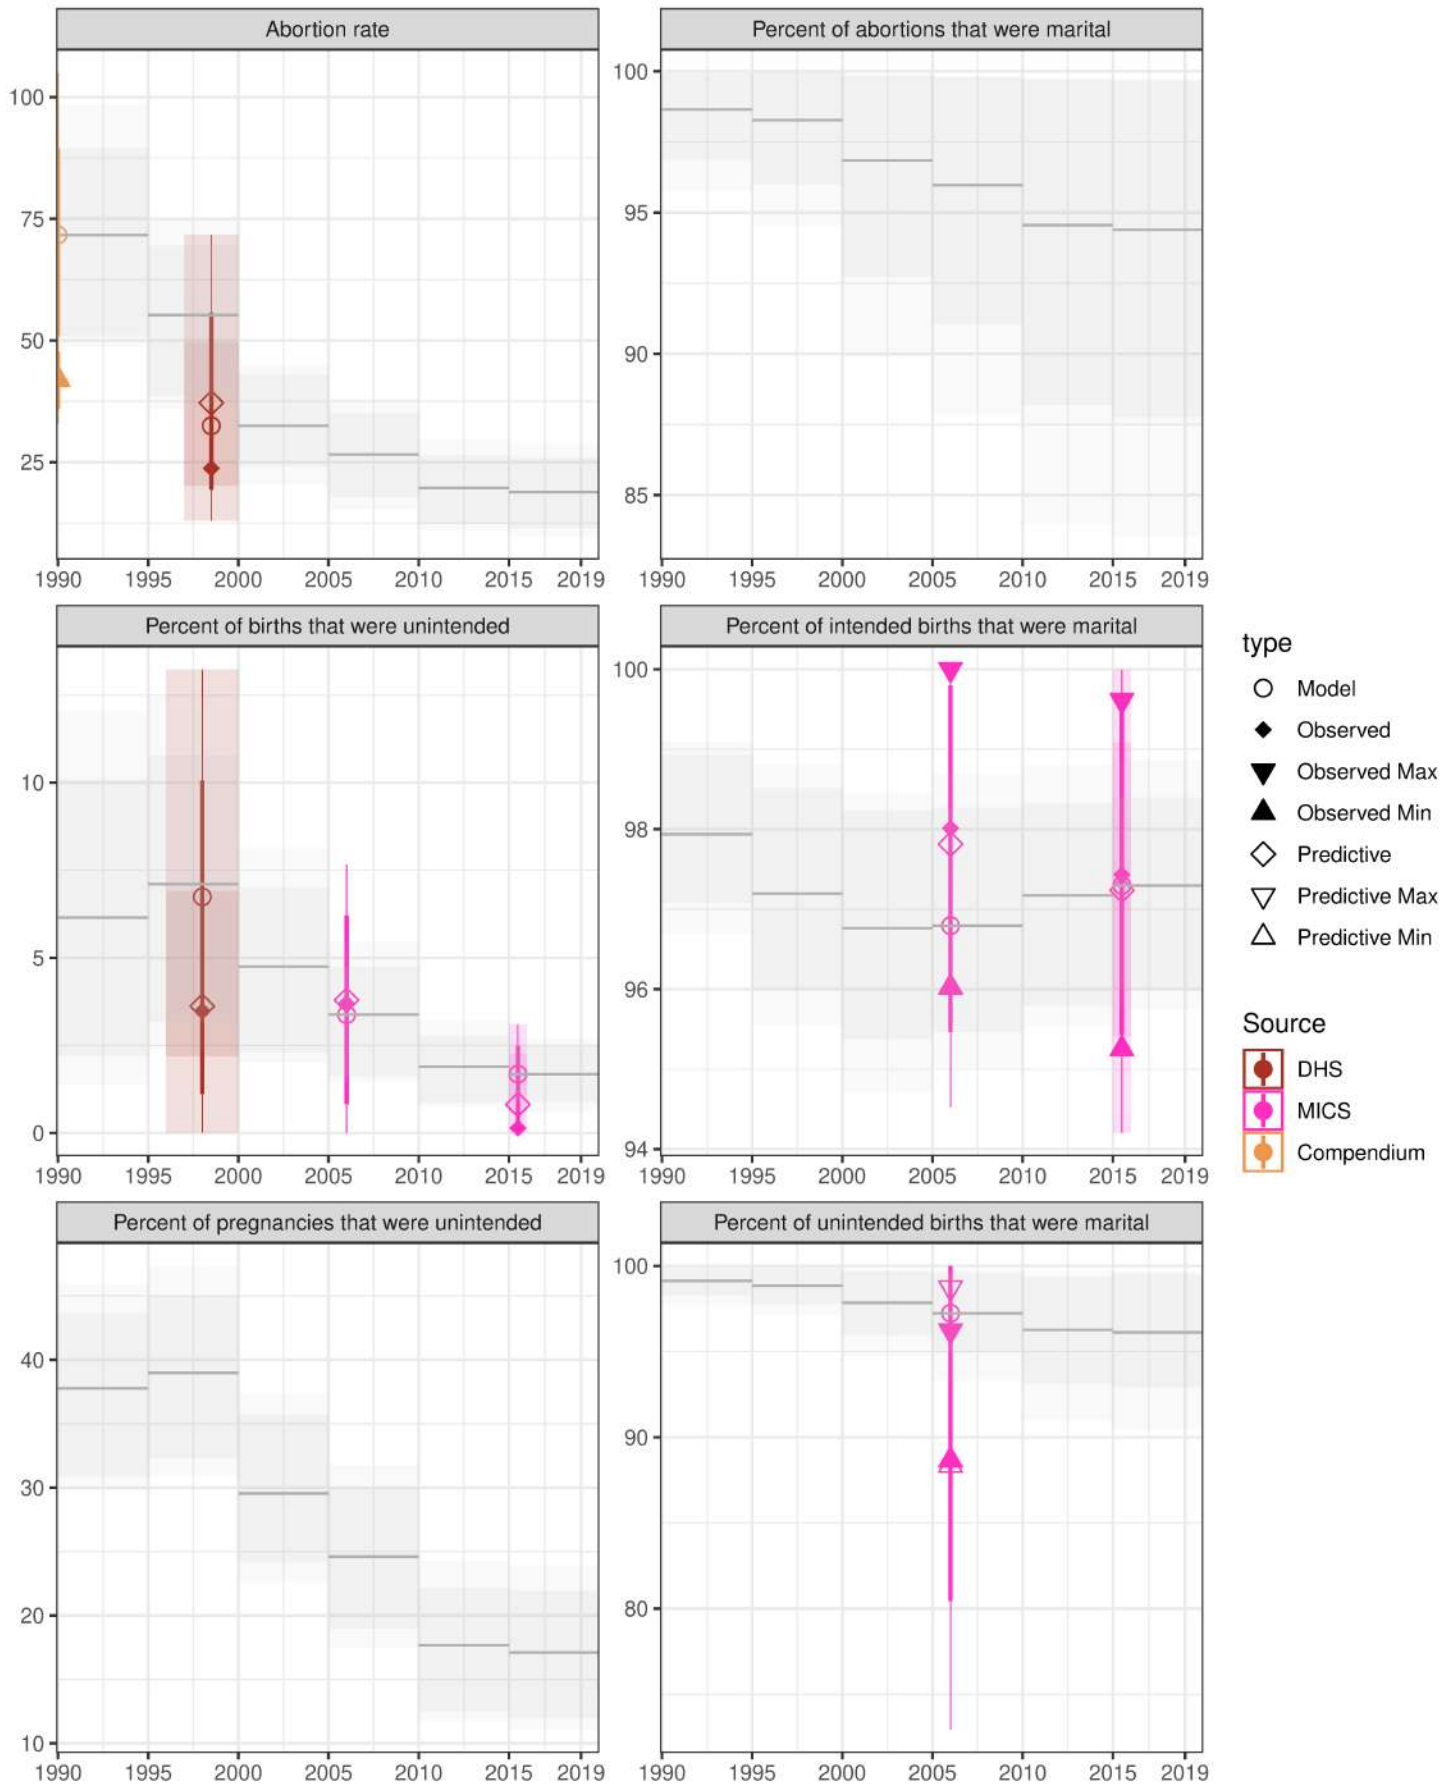 Abortion rate
Percent of abortions that were marital
100
75
50
25
1990 1995 2000 2005 2010 2015 2019
100
95
90
85
1990 1995 2000 2005 2010 2015 2019
Percent of births that were unintended
Percent of intended births that were marital
10
5
0
1990 1995 2000 2005 2010 2015 2019
100
98
96
94
1990 1995 2000 2005 2010 2015 2019
Percent of pregnancies that were unintended
Percent of unintended births that were marital
40
30
20
10
1990 1995 2000 2005 2010 2015 2019
100
90
80
1990 1995 2000 2005 2010 2015 2019
type
Model
Observed
Observed Max
Observed Min
Predictive
Predictive Max
Predictive Min
Source
DHS
MICS
Compendium